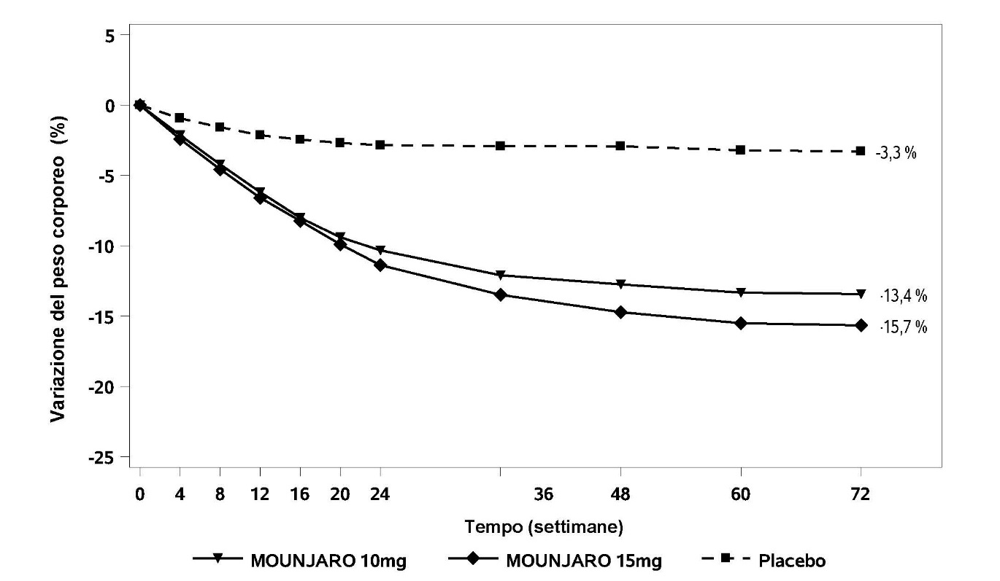 5
0
-5
-10
-15
-20
-25
Variazione del peso corporeo (%)
-3,3 %
-13,4 %
-15,7 %
0 4 8 12 16 20 24 36 48 60 72
Tempo (settimane)
MOUNJARO 10mg MOUNJARO 15mg Placebo